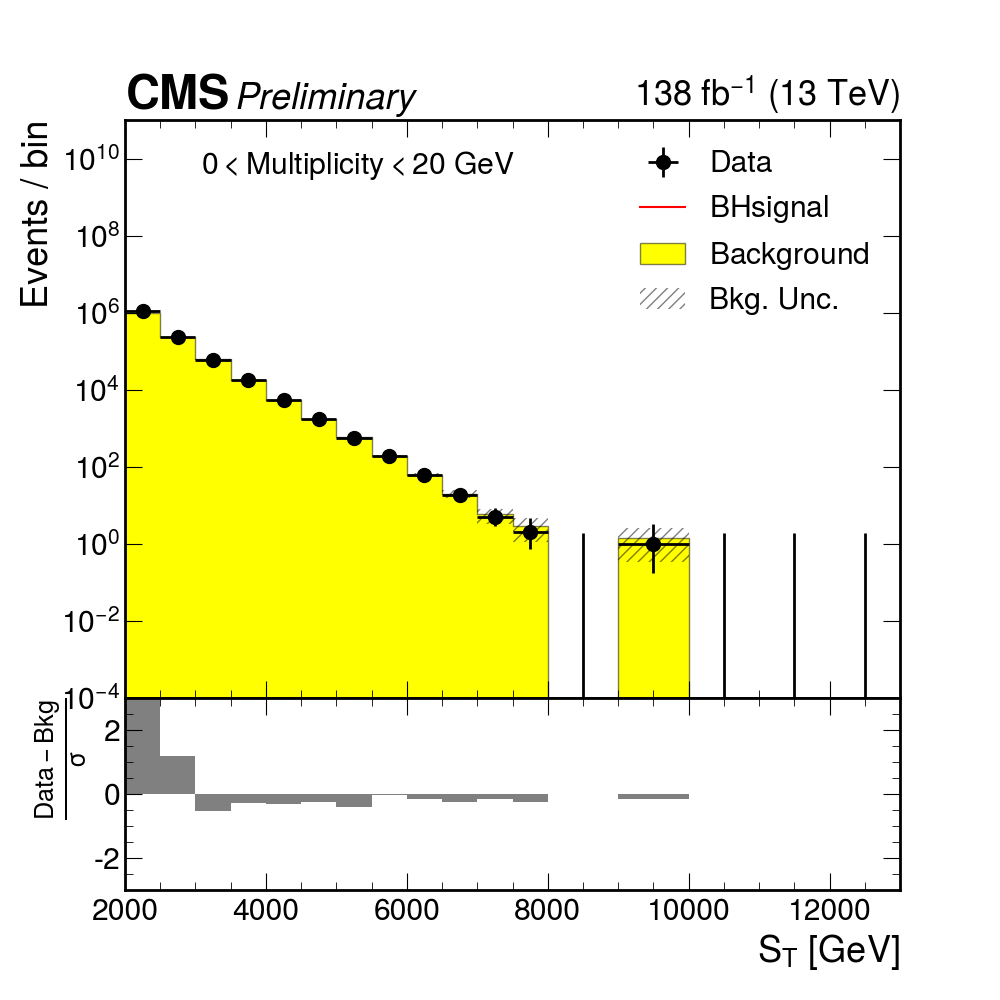 CMS Preliminary
138 fb⁻¹ (13 TeV)
Events / bin
0 < Multiplicity < 20 GeV
Data
BHsignal
Background
Bkg. Unc.
10¹⁰
10⁸
10⁶
10⁴
10²
10⁰
10⁻²
10⁻⁴
Data − Bkg
σ
2
0
-2
2000 4000 6000 8000 10000 12000
S_T [GeV]